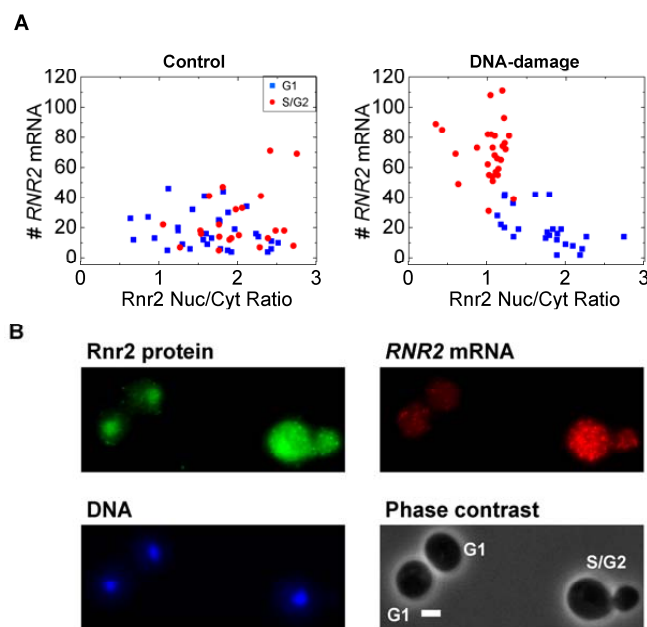 A
Control
DNA-damage
# RNR2 mRNA
120
100
80
60
40
20
0
G1
S/G2
0 1 2 3
Rnr2 Nuc/Cyt Ratio
# RNR2 mRNA
120
100
80
60
40
20
0
0 1 2 3
Rnr2 Nuc/Cyt Ratio
B
Rnr2 protein
RNR2 mRNA
DNA
Phase contrast
G1
S/G2
G1